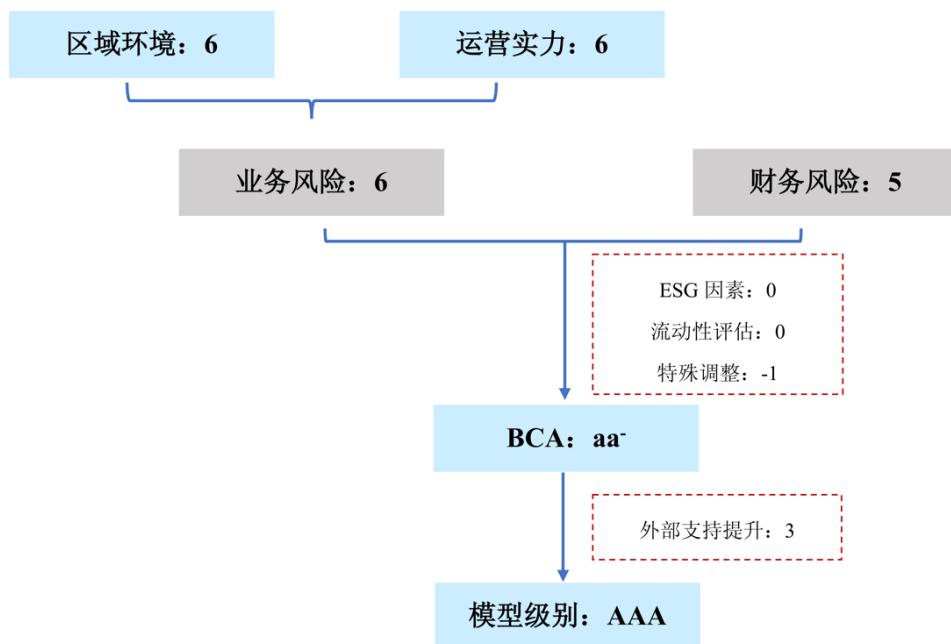 区域环境：6
运营实力：6
业务风险：6
财务风险：5
ESG 因素：0
流动性评估：0
特殊调整：-1
BCA：aa-
外部支持提升：3
模型级别：AAA